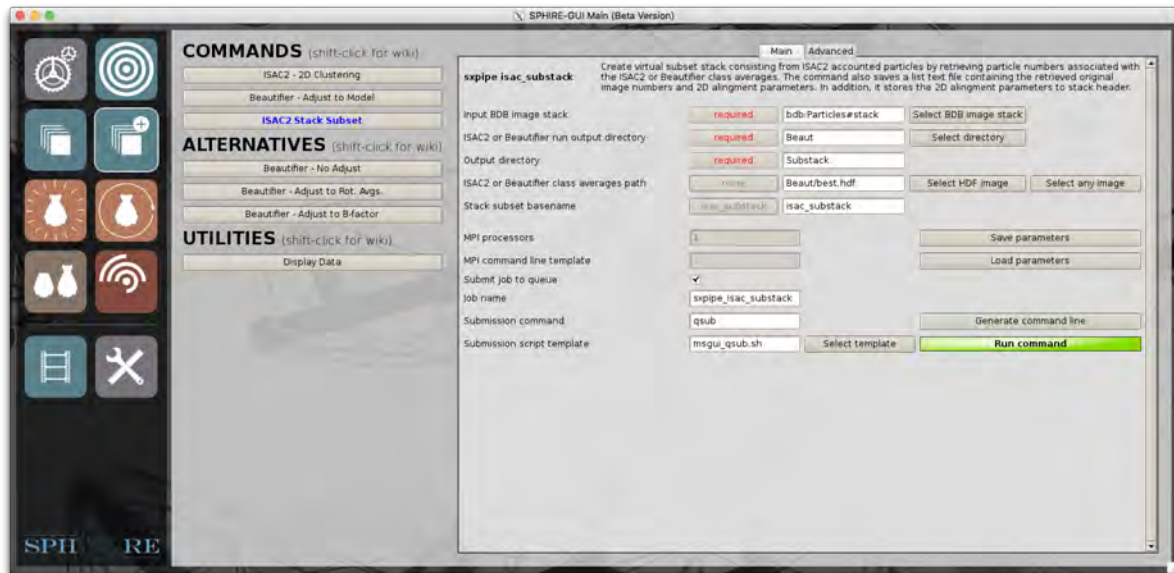 SPHIRE-GUI Main (Beta Version)
COMMANDS (shift-click for wiki)
ISAC2 - 2D Clustering
Beautifier - Adjust to Model
ISAC2 Stack Subset
ALTERNATIVES (shift-click for wiki)
Beautifier - No Adjust
Beautifier - Adjust to Rot. Avgs.
Beautifier - Adjust to B-factor
UTILITIES (shift-click for wiki)
Display Data
SPH RE
Main Advanced
sxpipe isac_substack
Create virtual subset stack consisting from ISAC2 accounted particles by retrieving particle numbers associated with
the ISAC2 or Beautifier class averages. The command also saves a list text file containing the retrieved original
image numbers and 2D alingment parameters. In addition, it stores the 2D alingment parameters to stack header.
Input BDB image stack required bdb:Particles#stack Select BDB image stack
ISAC2 or Beautifier run output directory required Beaut Select directory
Output directory required Substack
ISAC2 or Beautifier class averages path none Beaut/best.hdf Select HDF image Select any image
Stack subset basename isac_substack isac_substack
MPI processors 1 Save parameters
MPI command line template Load parameters
Submit job to queue
Job name sxpipe_isac_substack
Submission command qsub Generate command line
Submission script template msgui_qsub.sh Select template Run command